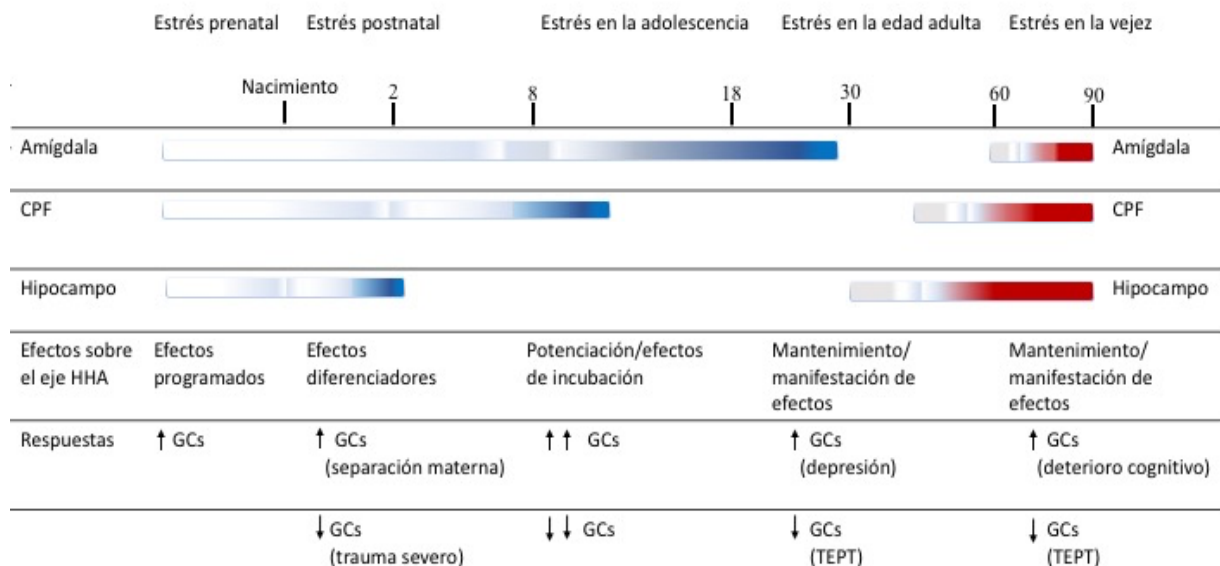 Estrés prenatal Estrés postnatal Estrés en la adolescencia Estrés en la edad adulta Estrés en la vejez
Nacimiento 2 8 18 30 60 90
Amígdala Amígdala
CPF CPF
Hipocampo Hipocampo
Efectos sobre Efectos Efectos Potenciación/efectos Mantenimiento/ Mantenimiento/
el eje HHA programados diferenciadores de incubación manifestación de manifestación de
efectos efectos
Respuestas ↑ GCs ↑ GCs ↑ ↑ GCs ↑ GCs ↑ GCs
(separación materna) (depresión) (deterioro cognitivo)
↓ GCs ↓ ↓ GCs ↓ GCs ↓ GCs
(trauma severo) (TEPT) (TEPT)